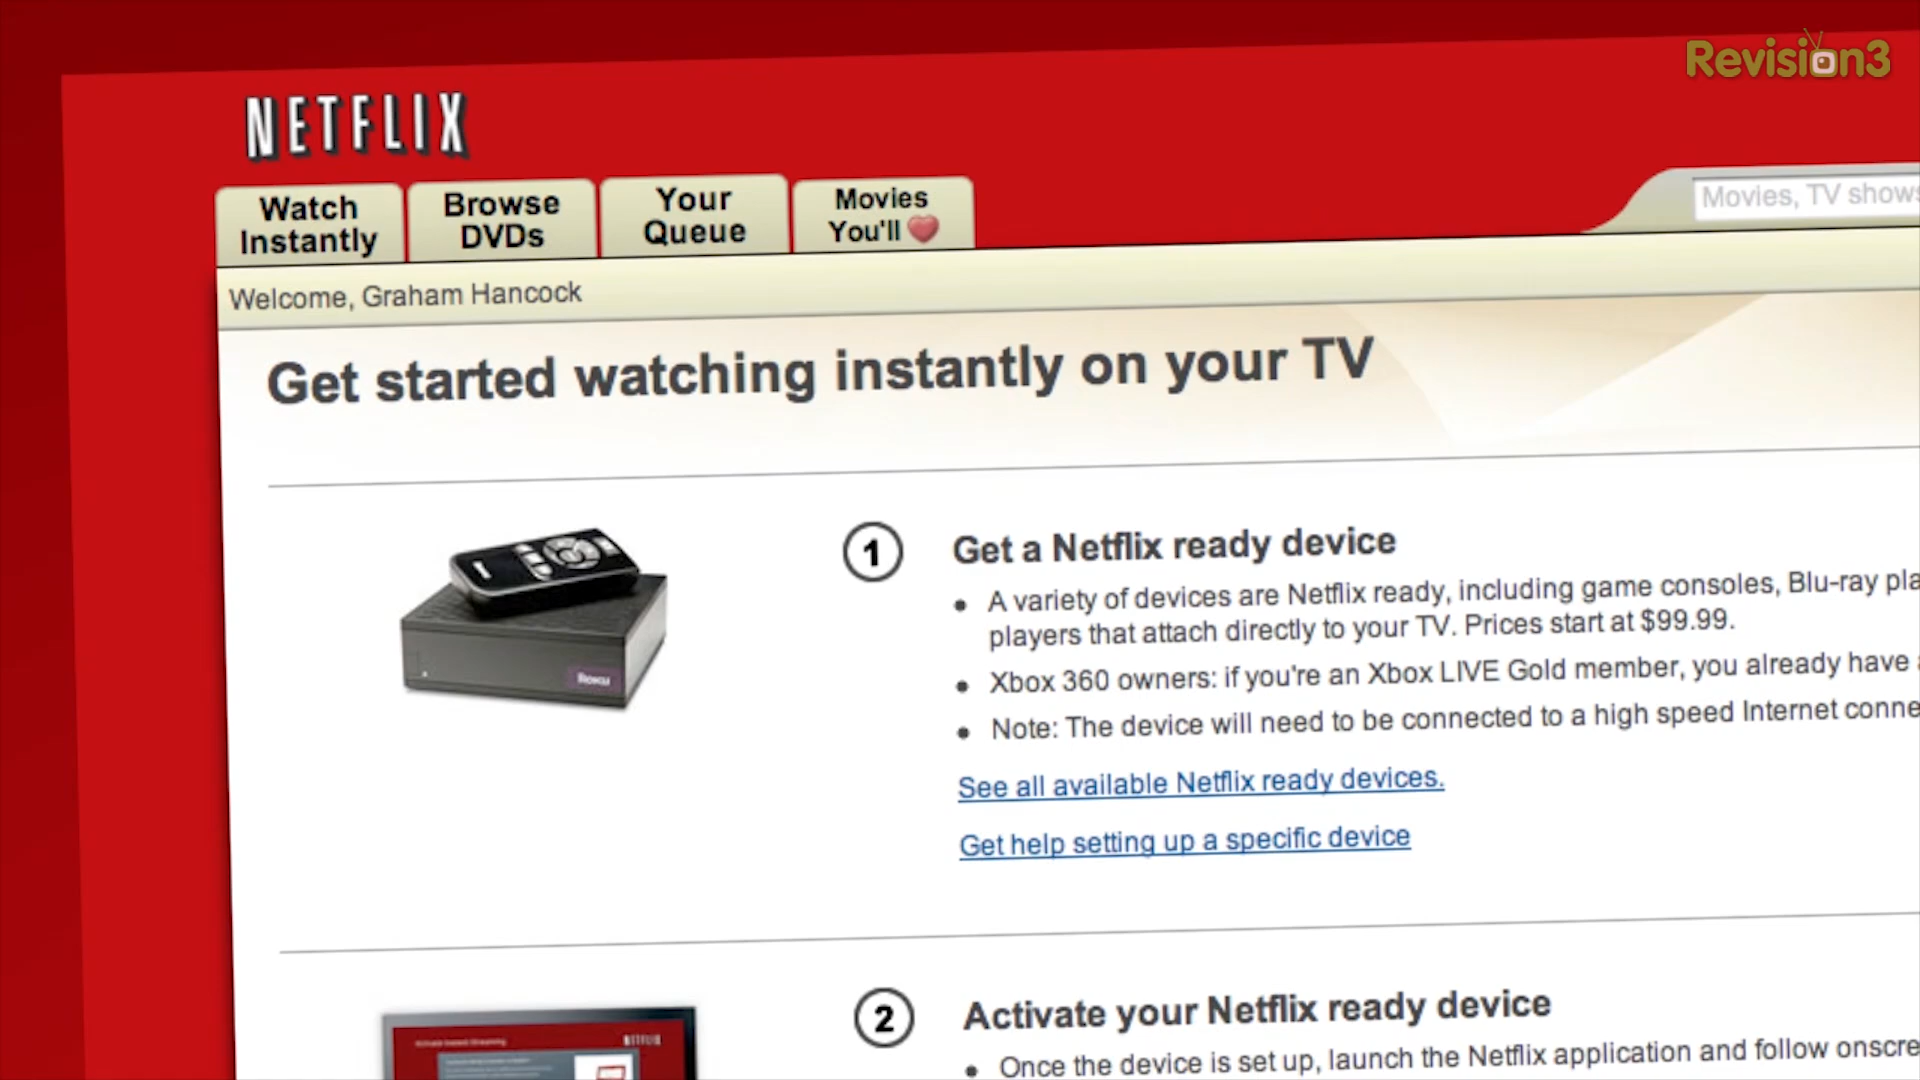 Revision3
NETFLIX
Watch
Instantly
Browse
DVDs
Your
Queue
Movies
You'll
Movies, TV shows
Welcome, Graham Hancock
Get started watching instantly on your TV
Roku
1
Get a Netflix ready device
• A variety of devices are Netflix ready, including game consoles, Blu-ray pla
players that attach directly to your TV. Prices start at $99.99.
• Xbox 360 owners: if you're an Xbox LIVE Gold member, you already have
• Note: The device will need to be connected to a high speed Internet conne
See all available Netflix ready devices.
Get help setting up a specific device
2
Activate your Netflix ready device
• Once the device is set up, launch the Netflix application and follow onscre
NETFLIX